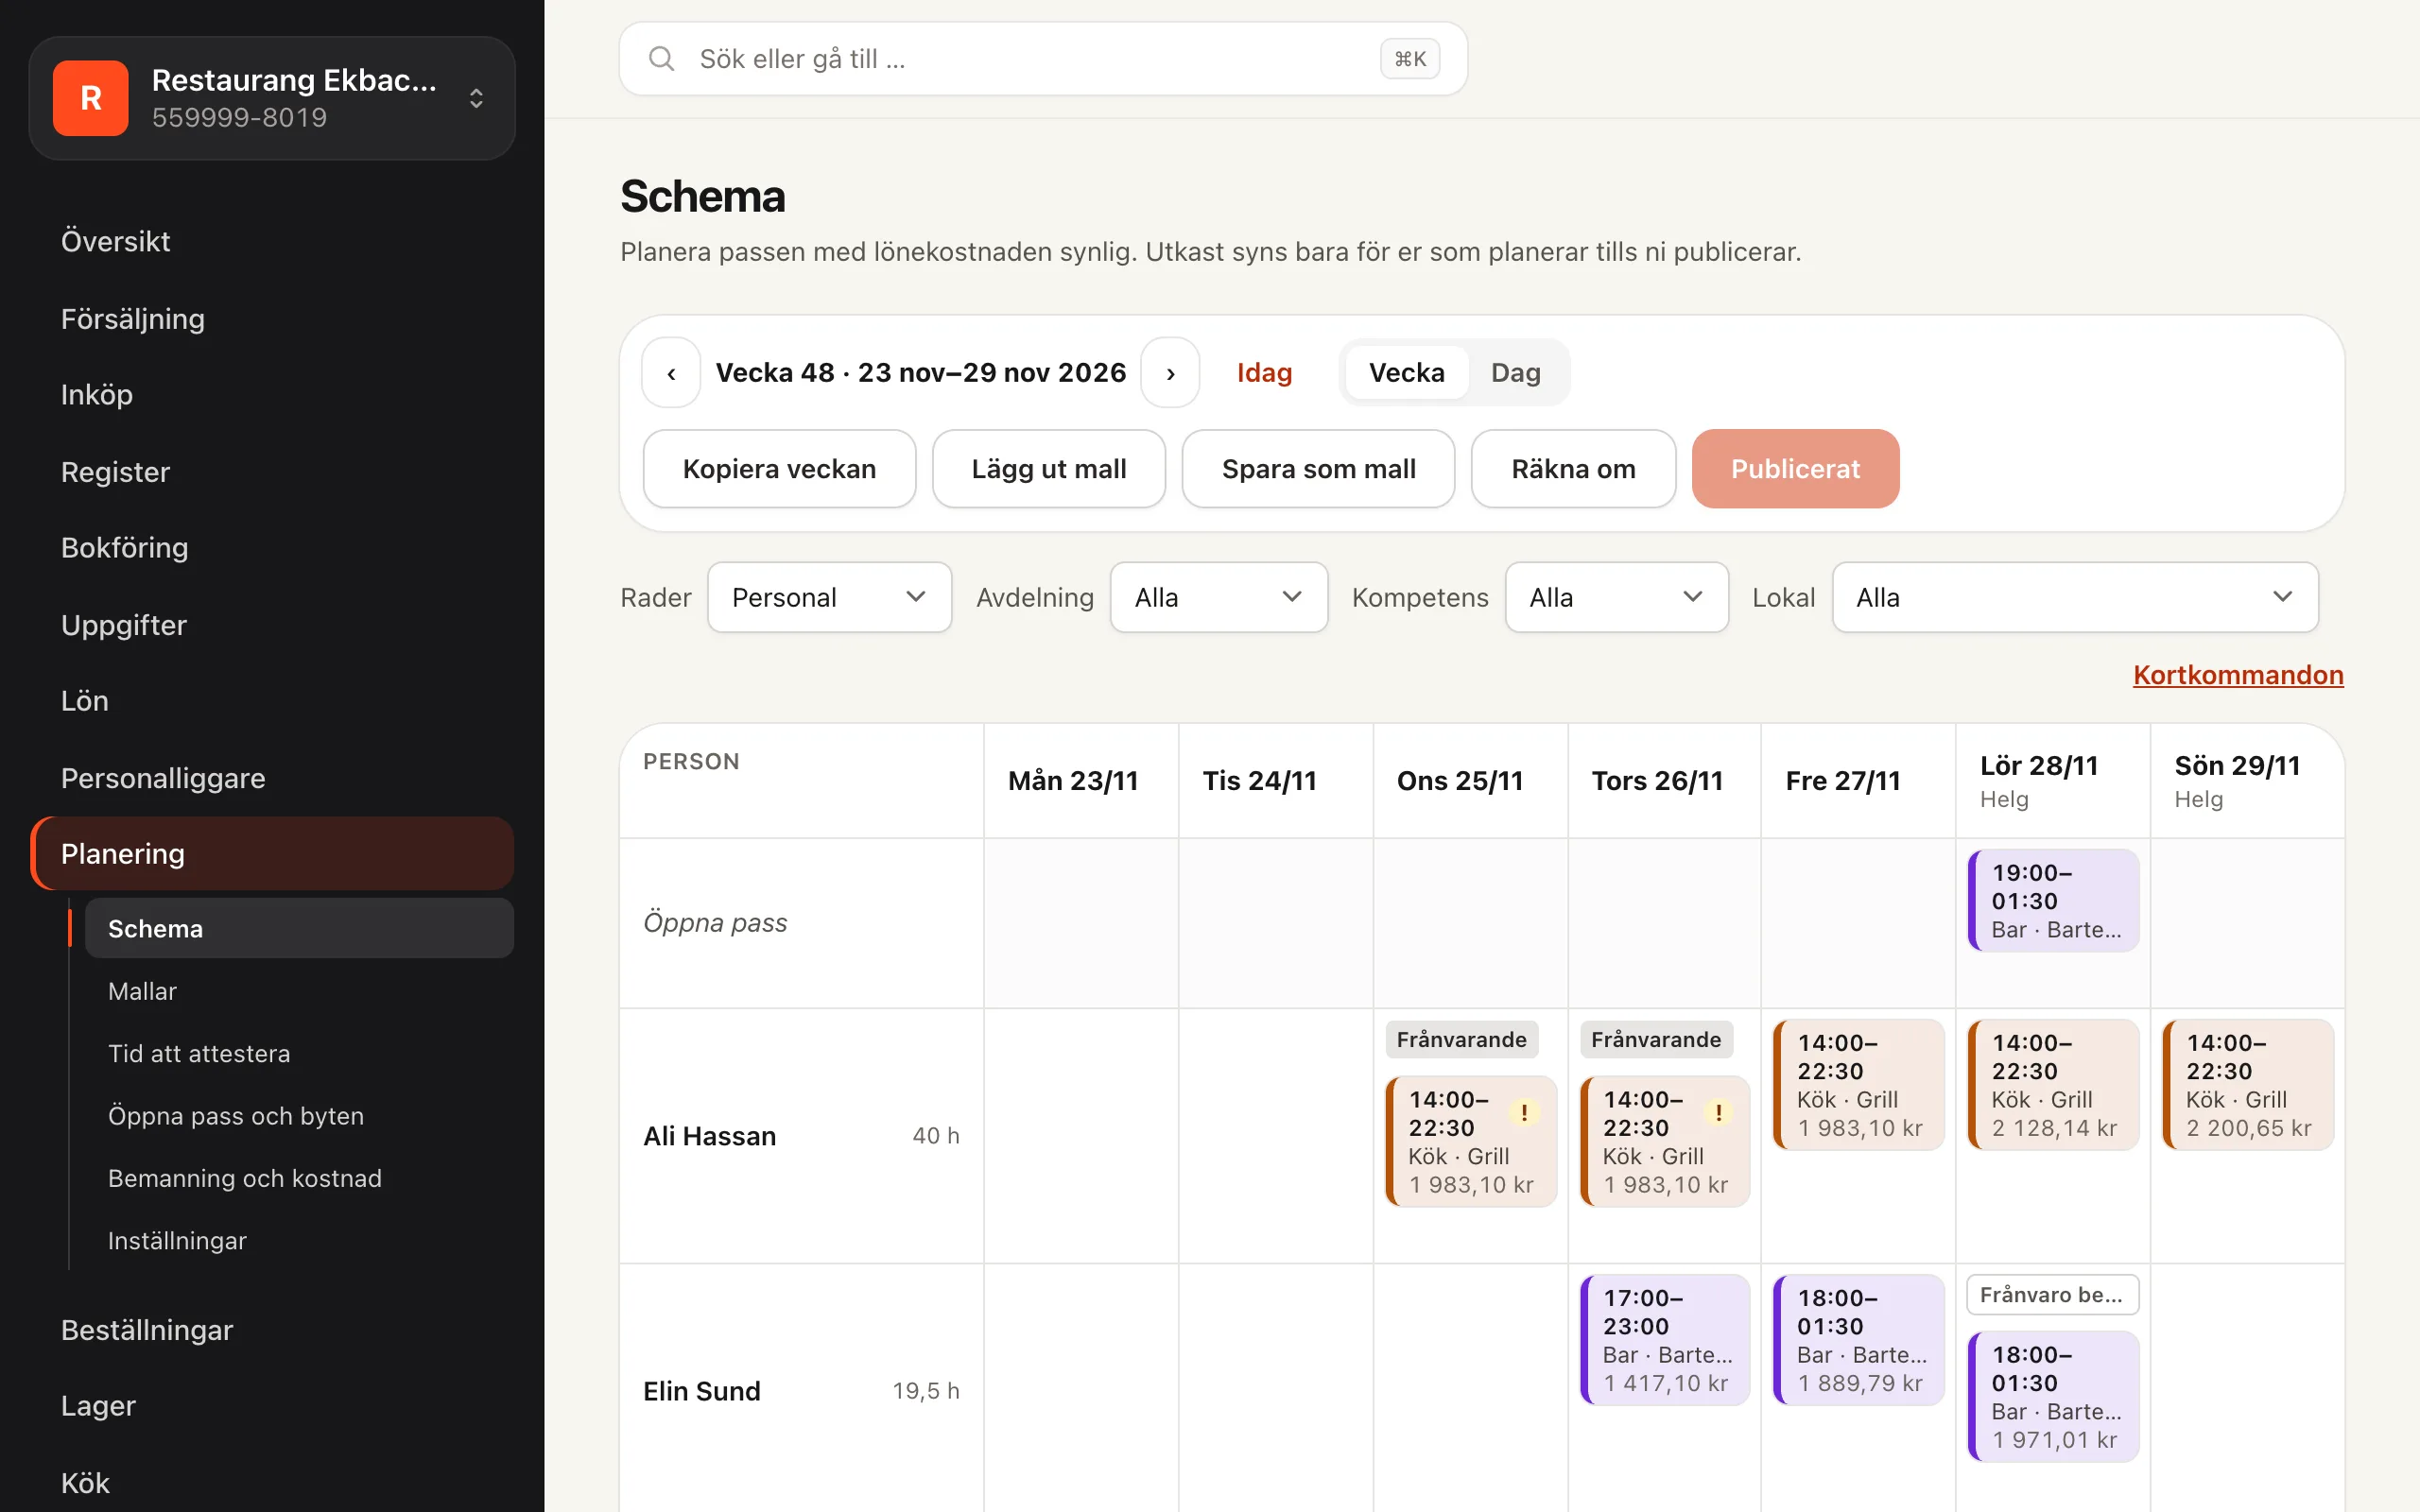 R
Restaurang Ekbac...
559999-8019
Översikt
Försäljning
Inköp
Register
Bokföring
Uppgifter
Lön
Personalliggare
Planering
Schema
Mallar
Tid att attestera
Öppna pass och byten
Bemanning och kostnad
Inställningar
Beställningar
Lager
Kök
Sök eller gå till ...
⌘K
Schema
Planera passen med lönekostnaden synlig. Utkast syns bara för er som planerar tills ni publicerar.
‹ Vecka 48 · 23 nov–29 nov 2026 › Idag Vecka Dag
Kopiera veckan Lägg ut mall Spara som mall Räkna om Publicerat
Rader Personal Avdelning Alla Kompetens Alla Lokal Alla
Kortkommandon
PERSON
Mån 23/11
Tis 24/11
Ons 25/11
Tors 26/11
Fre 27/11
Lör 28/11
Helg
Sön 29/11
Helg
Öppna pass
19:00–
01:30
Bar · Barte...
Ali Hassan 40 h
Frånvarande
14:00–
22:30
!
Kök · Grill
1 983,10 kr
Frånvarande
14:00–
22:30
!
Kök · Grill
1 983,10 kr
14:00–
22:30
Kök · Grill
1 983,10 kr
14:00–
22:30
Kök · Grill
2 128,14 kr
14:00–
22:30
Kök · Grill
2 200,65 kr
Elin Sund 19,5 h
17:00–
23:00
Bar · Barte...
1 417,10 kr
18:00–
01:30
Bar · Barte...
1 889,79 kr
Frånvaro be...
18:00–
01:30
Bar · Barte...
1 971,01 kr